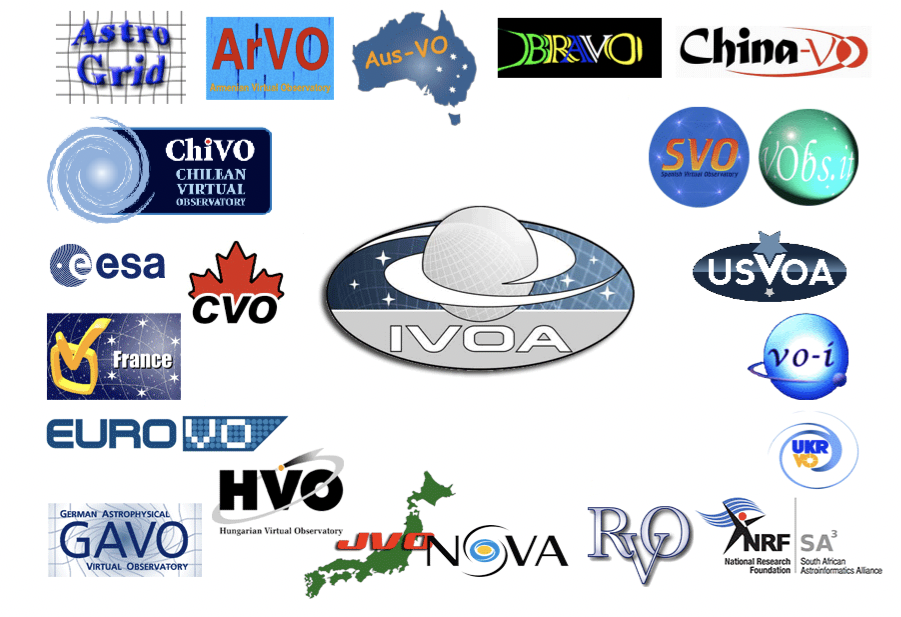 Astro
Grid
ArVO
Armenian Virtual Observatory
Aus-VO
BRAVO
China-VO
ChiVO
CHILEAN
VIRTUAL
OBSERVATORY
SVO
Spanish Virtual Observatory
VObs.it
esa
CVO
IVOA
USVOA
France
vo-i
EURO VO
UKR
VO
HVO
Hungarian Virtual Observatory
GERMAN ASTROPHYSICAL
GAVO
VIRTUAL OBSERVATORY
JVO
NOVA
RVO
NRF
National Research
Foundation
SA³
South African
Astroinformatics Alliance